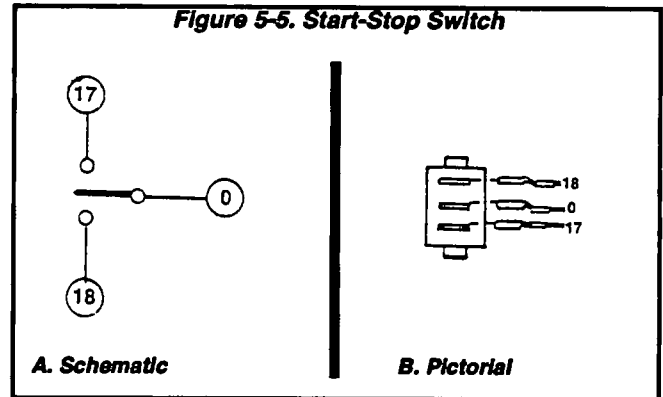 Figure 5-5. Start-Stop Switch
17
0
18
18
0
17
A. Schematic
B. Pictorial